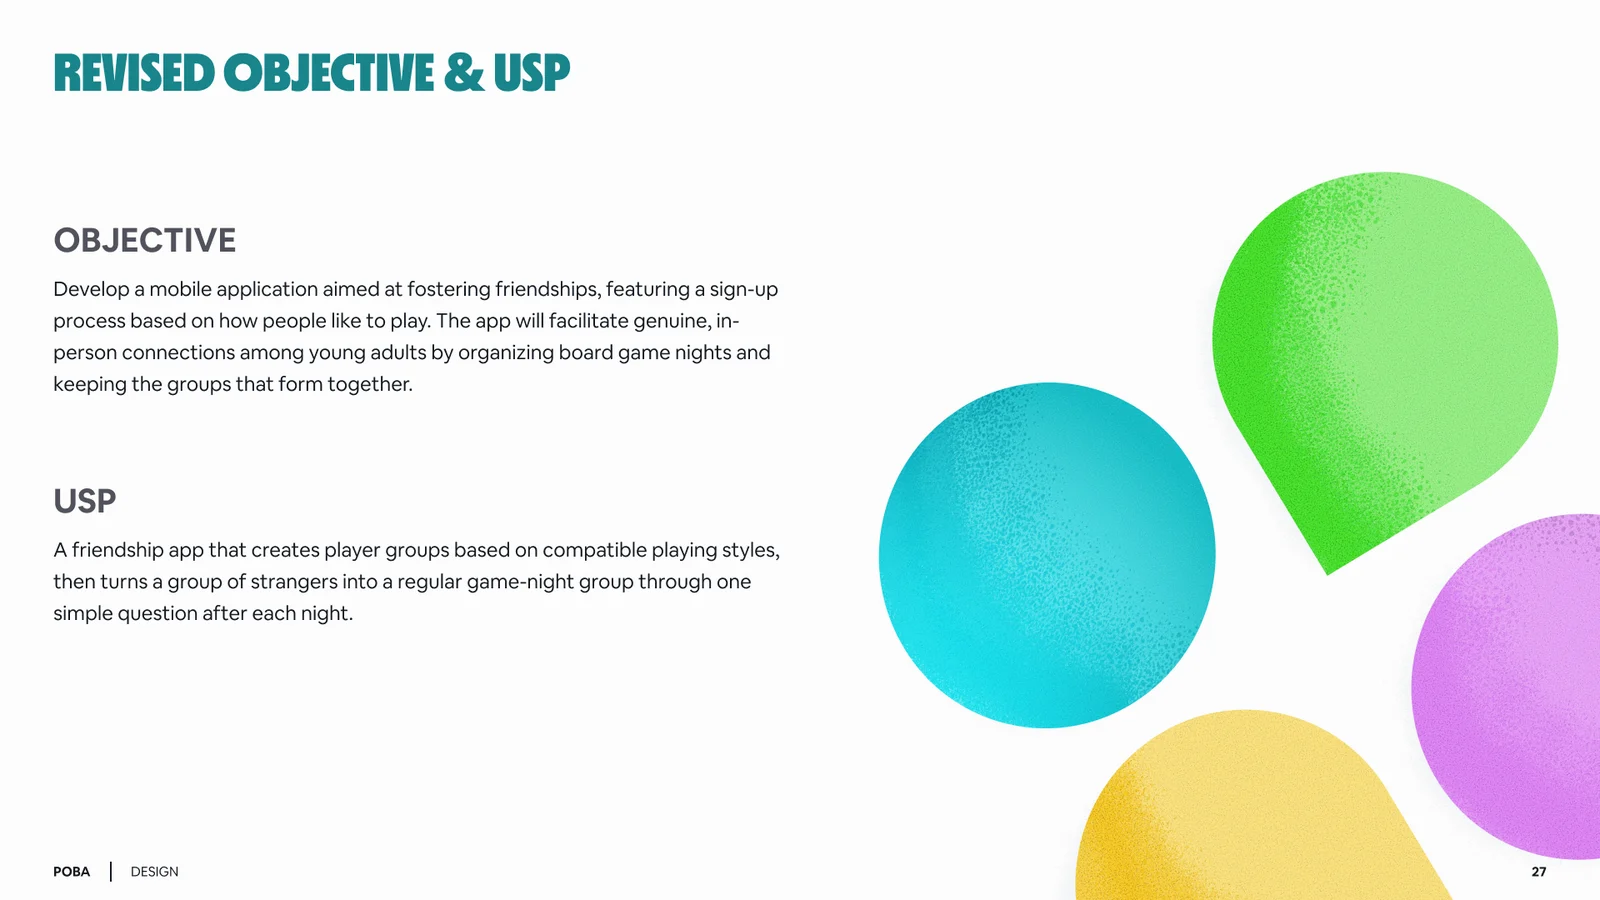 REVISED OBJECTIVE & USP
OBJECTIVE
Develop a mobile application aimed at fostering friendships, featuring a sign-up
process based on how people like to play. The app will facilitate genuine, in-
person connections among young adults by organizing board game nights and
keeping the groups that form together.
USP
A friendship app that creates player groups based on compatible playing styles,
then turns a group of strangers into a regular game-night group through one
simple question after each night.
POBA | DESIGN
27